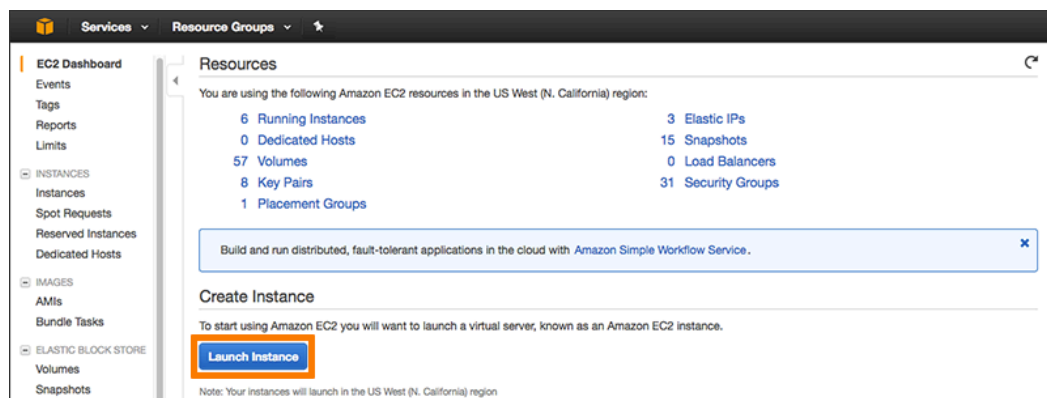 Services
Resource Groups
EC2 Dashboard
Events
Tags
Reports
Limits
INSTANCES
Instances
Spot Requests
Reserved Instances
Dedicated Hosts
IMAGES
AMIs
Bundle Tasks
ELASTIC BLOCK STORE
Volumes
Snapshots
Resources
You are using the following Amazon EC2 resources in the US West (N. California) region:
6 Running Instances
0 Dedicated Hosts
57 Volumes
8 Key Pairs
1 Placement Groups
3 Elastic IPs
15 Snapshots
0 Load Balancers
31 Security Groups
Build and run distributed, fault-tolerant applications in the cloud with Amazon Simple Workflow Service.
Create Instance
To start using Amazon EC2 you will want to launch a virtual server, known as an Amazon EC2 instance.
Launch Instance
Note: Your instances will launch in the US West (N. California) region